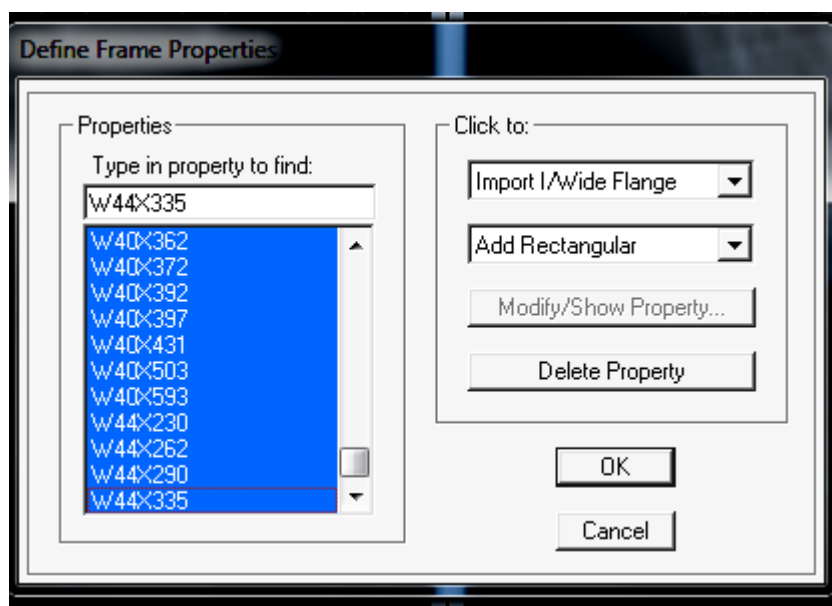 Define Frame Properties
Properties
Type in property to find:
W44X335
W40X362
W40X372
W40X392
W40X397
W40X431
W40X503
W40X593
W44X230
W44X262
W44X290
W44X335
Click to:
Import I/Wide Flange
Add Rectangular
Modify/Show Property...
Delete Property
OK
Cancel